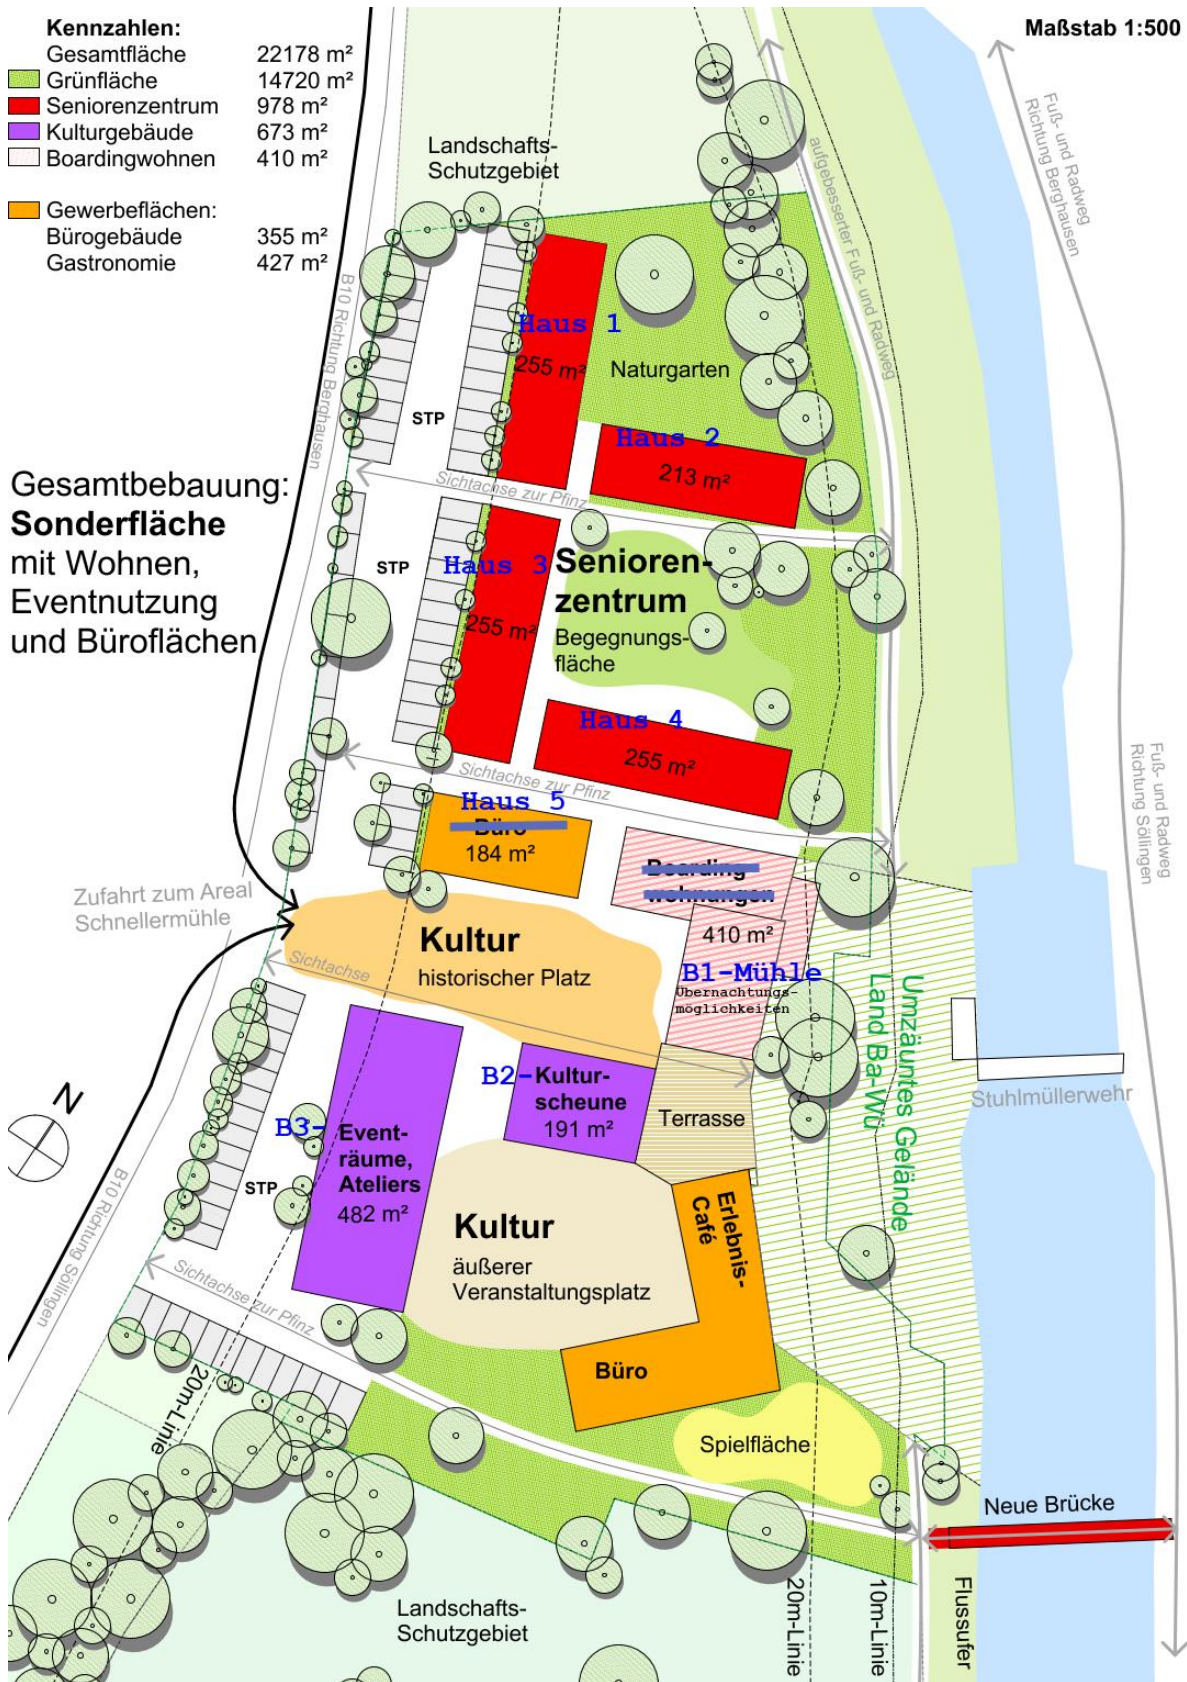 Kennzahlen:
Gesamtfläche 22178 m²
Grünfläche 14720 m²
Seniorenzentrum 978 m²
Kulturgebäude 673 m²
Boardingwohnen 410 m²
Gewerbeflächen:
Bürogebäude 355 m²
Gastronomie 427 m²
Maßstab 1:500
Landschafts-
Schutzgebiet
Fuß- und Radweg
Richtung Berghausen
aufgebesserter Fuß- und Radweg
B10 Richtung Berghausen
Haus 1
255 m²
Naturgarten
STP
Haus 2
213 m²
Sichtachse zur Pfinz
Gesamtbebauung:
Sonderfläche
mit Wohnen,
Eventnutzung
und Büroflächen
STP
Haus 3
255 m²
Senioren-
zentrum
Begegnungs-
fläche
Haus 4
255 m²
Sichtachse zur Pfinz
Fuß- und Radweg
Richtung Söllingen
Haus 5
Büro
184 m²
Boarding
wohnungen
410 m²
B1-Mühle
Übernachtungs-
möglichkeiten
Zufahrt zum Areal
Schnellermühle
Kultur
historischer Platz
Sichtachse
Umzäuntes Gelände
Land Ba-Wü
Stuhlmüllerwehr
N
B2-Kultur-
scheune
191 m²
Terrasse
B3-
Event-
räume,
Ateliers
482 m²
STP
B10 Richtung Söllingen
Kultur
äußerer
Veranstaltungsplatz
Erlebnis-
Café
Büro
Sichtachse zur Pfinz
20m-Linie
Spielfläche
Neue Brücke
20m-Linie
10m-Linie
Flussufer
Landschafts-
Schutzgebiet